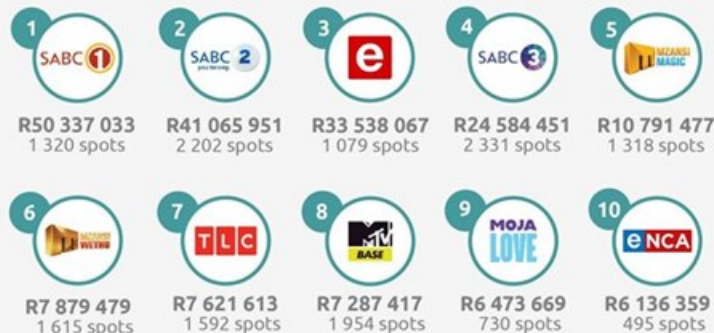 1
2
3
4
5
SABC 1
SABC 2
e
SABC 3
MZANSI
MAGIC
R50 337 033
R41 065 951
R33 538 067
R24 584 451
R10 791 477
1 320 spots
2 202 spots
1 079 spots
2 331 spots
1 318 spots
6
7
8
9
10
MZANSI
WETHU
TLC
MTV
BASE
MOJA
LOVE
e NCA
R7 879 479
R7 621 613
R7 287 417
R6 473 669
R6 136 359
1 615 spots
1 592 spots
1 954 spots
730 spots
495 spots